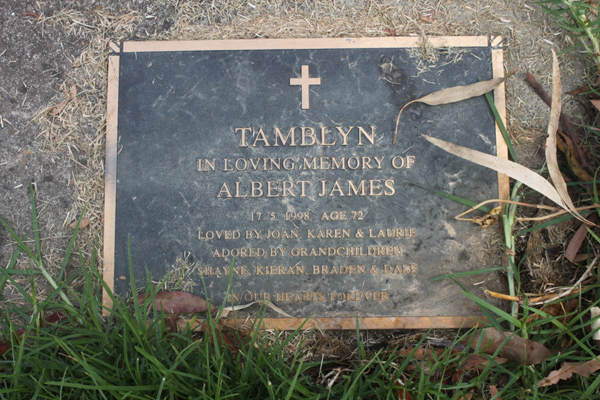 TAMBLYN
IN LOVING MEMORY OF
ALBERT JAMES
17. 5. 1998 AGE 72
LOVED BY JOAN, KAREN & LAURIE
ADORED BY GRANDCHILDREN
SHAYNE, KIERAN, BRADEN &
IN OUR HEARTS FOREVER